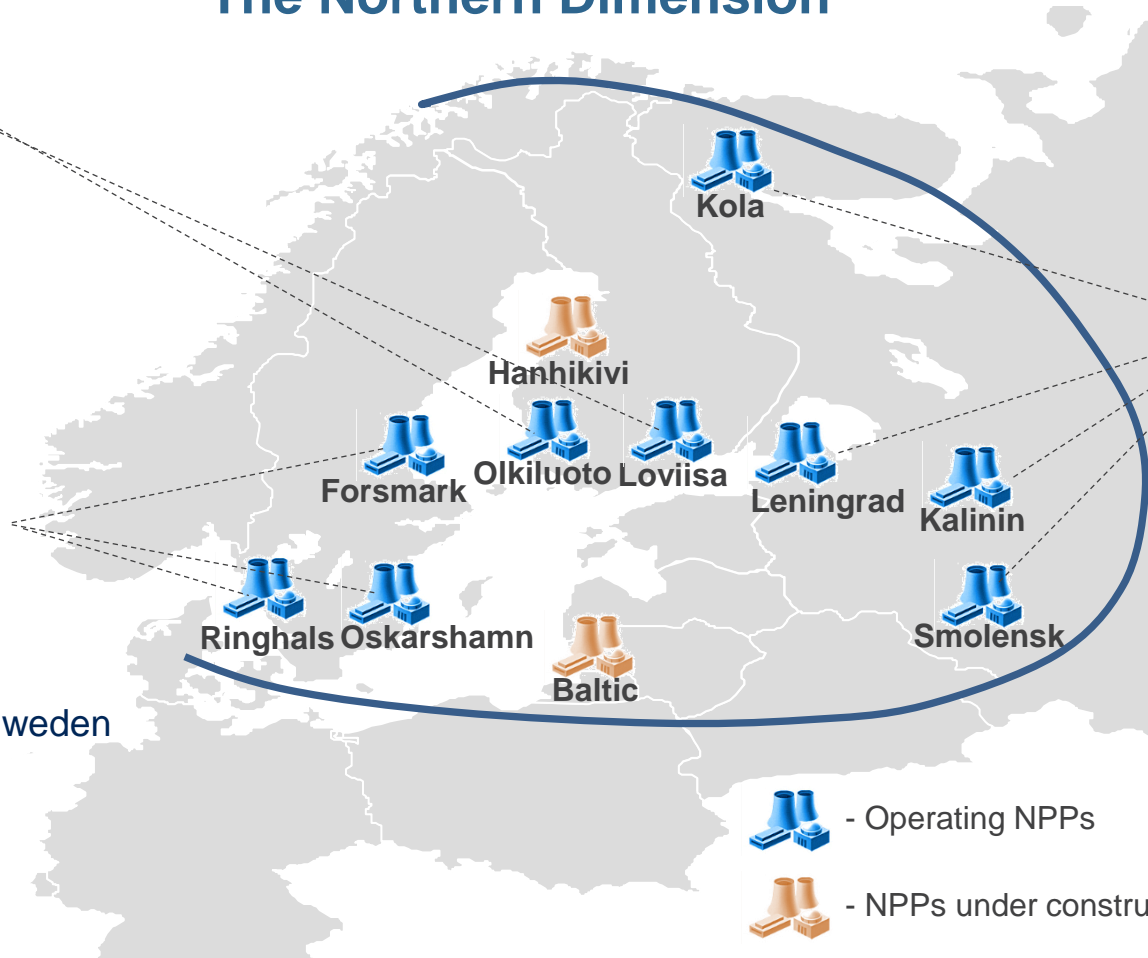 The Northern Dimension
Kola
Hanhikivi
Olkiluoto
Loviisa
Forsmark
Leningrad
Kalinin
Ringhals
Oskarshamn
Smolensk
Baltic
weden
- Operating NPPs
- NPPs under constru